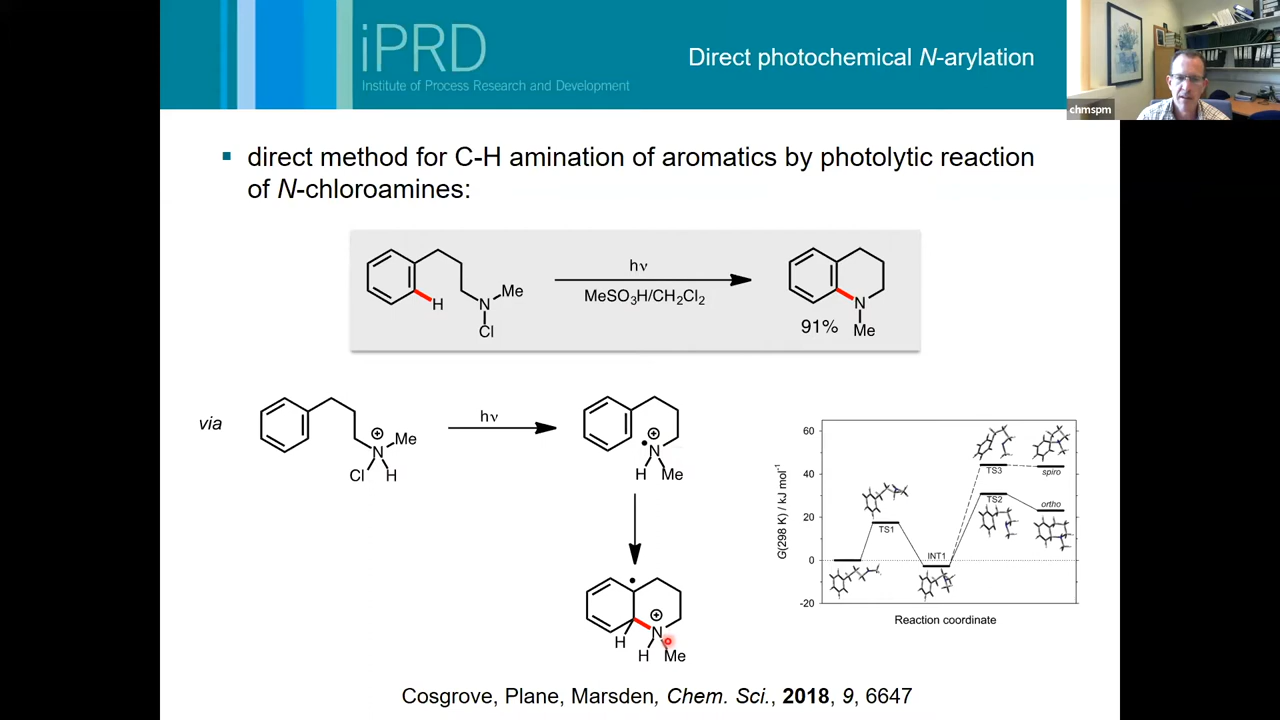 iPRD
Institute of Process Research and Development
Direct photochemical N-arylation
chmspm
▪ direct method for C-H amination of aromatics by photolytic reaction
of N-chloroamines:
H
N
Me
Cl
hν
MeSO₃H/CH₂Cl₂
91%
N
Me
via
⊕
N
Me
Cl
H
hν
⊕
•
N
H
Me
•
⊕
H
N
H
Me
G(298 K) / kJ mol⁻¹
60
40
20
0
-20
TS1
INT1
TS3
spiro
TS2
ortho
Reaction coordinate
Cosgrove, Plane, Marsden, Chem. Sci., 2018, 9, 6647